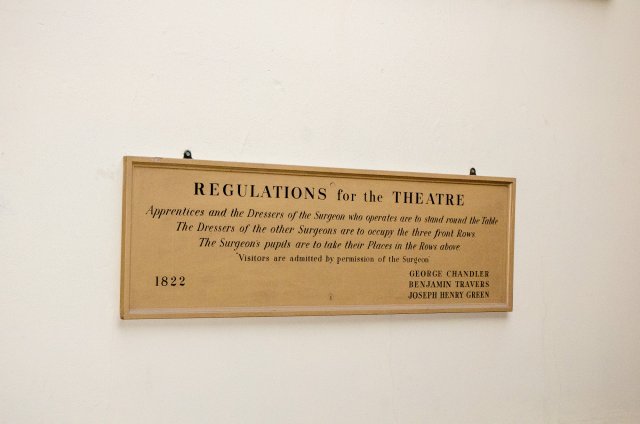 REGULATIONS for the THEATRE
Apprentices and the Dressers of the Surgeon who operates are to stand round the Table
The Dressers of the other Surgeons are to occupy the three front Rows
The Surgeon's pupils are to take their Places in the Rows above
Visitors are admitted by permission of the Surgeon
GEORGE CHANDLER
1822
BENJAMIN TRAVERS
JOSEPH HENRY GREEN